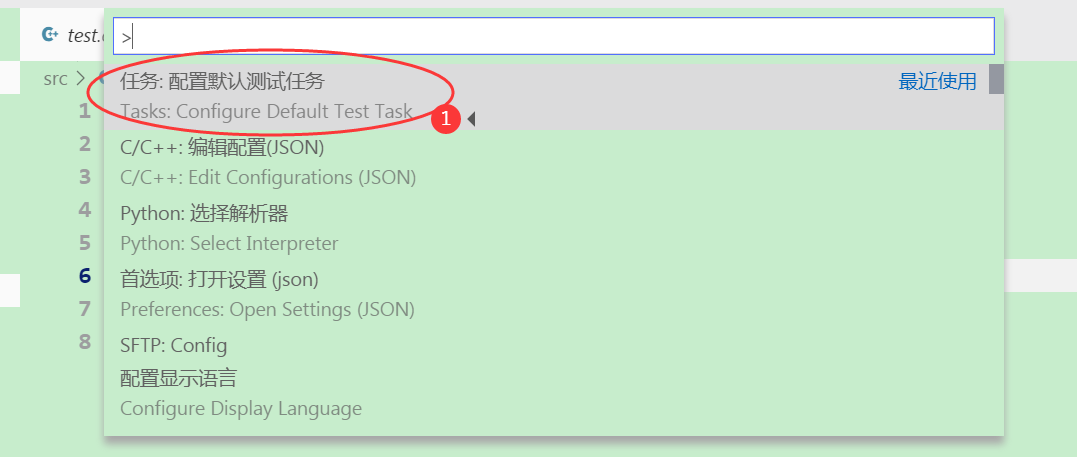 test.c
>
任务: 配置默认测试任务 最近使用
src >
Tasks: Configure Default Test Task
1
1
C/C++: 编辑配置(JSON)
2
C/C++: Edit Configurations (JSON)
3
Python: 选择解析器
4
Python: Select Interpreter
5
首选项: 打开设置 (json)
6
Preferences: Open Settings (JSON)
7
SFTP: Config
8
配置显示语言
Configure Display Language